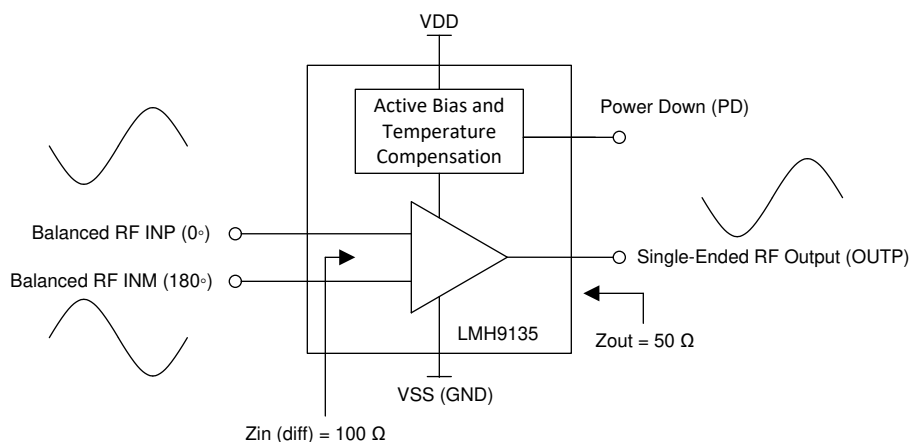 VDD
Active Bias and
Temperature
Compensation
Power Down (PD)
Balanced RF INP (0◦)
Single-Ended RF Output (OUTP)
Balanced RF INM (180◦)
LMH9135
Zout = 50 Ω
VSS (GND)
Zin (diff) = 100 Ω